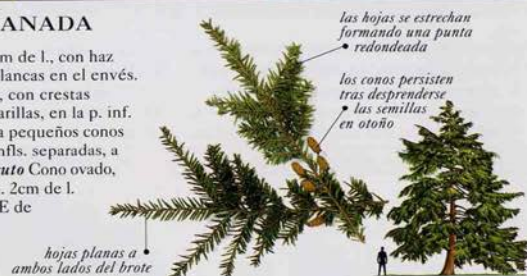 ANADA
m de l., con haz
lancas en el envés.
, con crestas
arillas, en la p. inf.
a pequeños conos
nfls. separadas, a
uto Cono ovado,
. 2cm de l.
E de
las hojas se estrechan
formando una punta
redondeada
los conos persisten
tras desprenderse
las semillas
en otoño
hojas planas a
ambos lados del brote